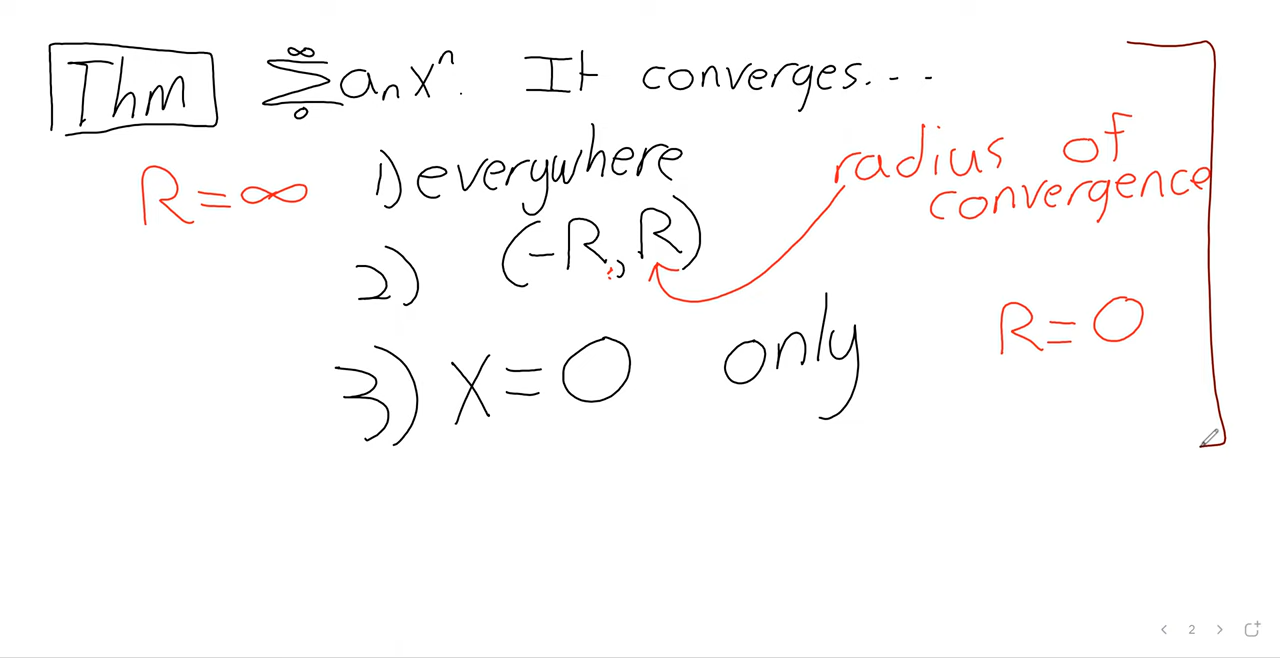 Thm ∞∑0 aₙxⁿ. It converges...
R=∞ 1) everywhere
radius of convergence
2) (-R, R)
R=0
3) x=0 only
2